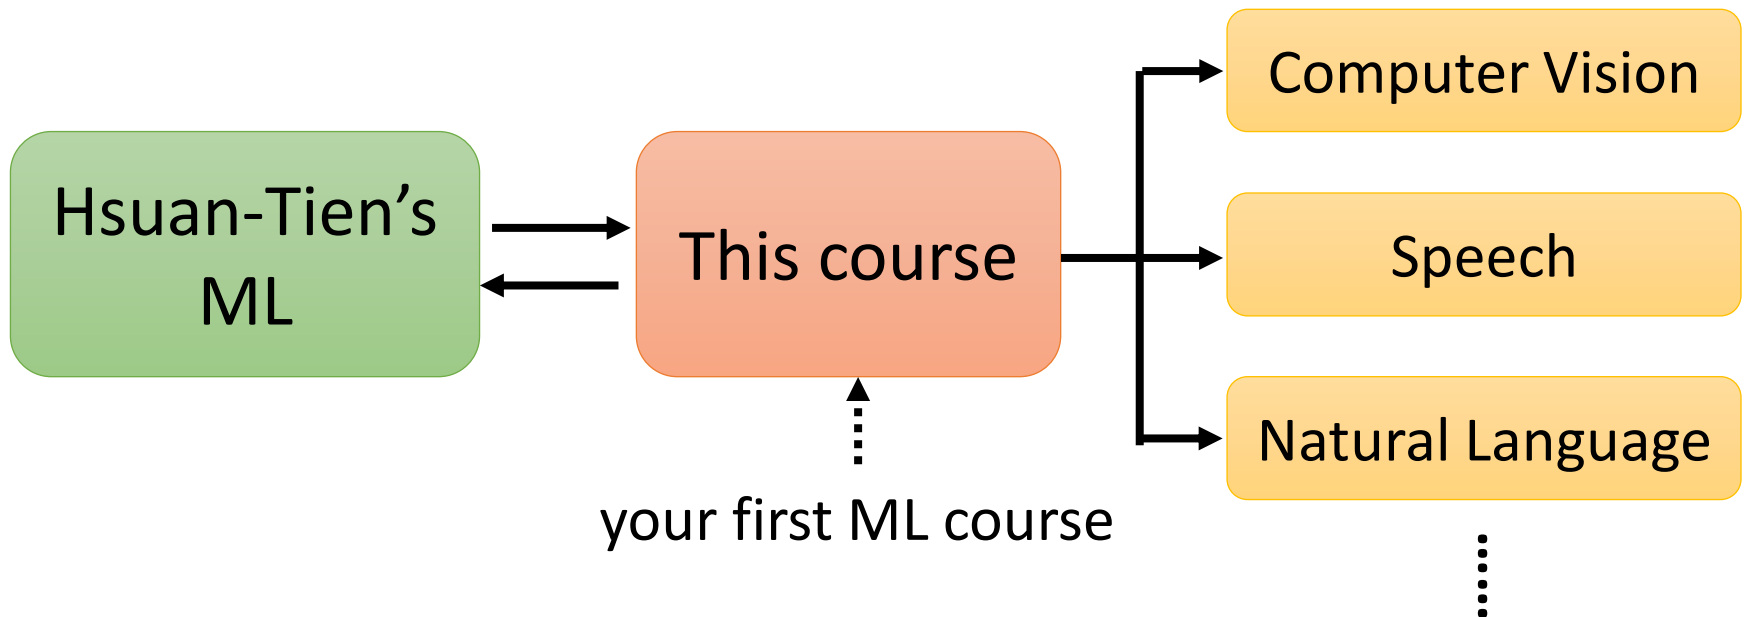 Hsuan-Tien’s
ML
This course
your first ML course
Computer Vision
Speech
Natural Language